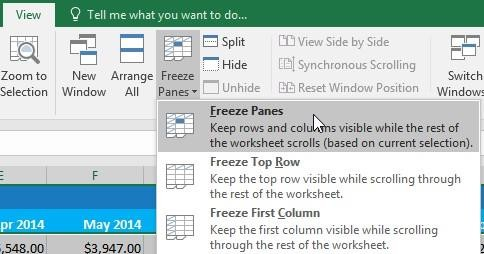 View
Tell me what you want to do...
Zoom to Selection
New Window
Arrange All
Freeze Panes
Split
Hide
Unhide
View Side by Side
Synchronous Scrolling
Reset Window Position
Switch Windows
Freeze Panes
Keep rows and columns visible while the rest of
the worksheet scrolls (based on current selection).
Freeze Top Row
Keep the top row visible while scrolling through
the rest of the worksheet.
Freeze First Column
Keep the first column visible while scrolling
through the rest of the worksheet.
E
F
pr 2014
May 2014
,548.00
$3,947.00